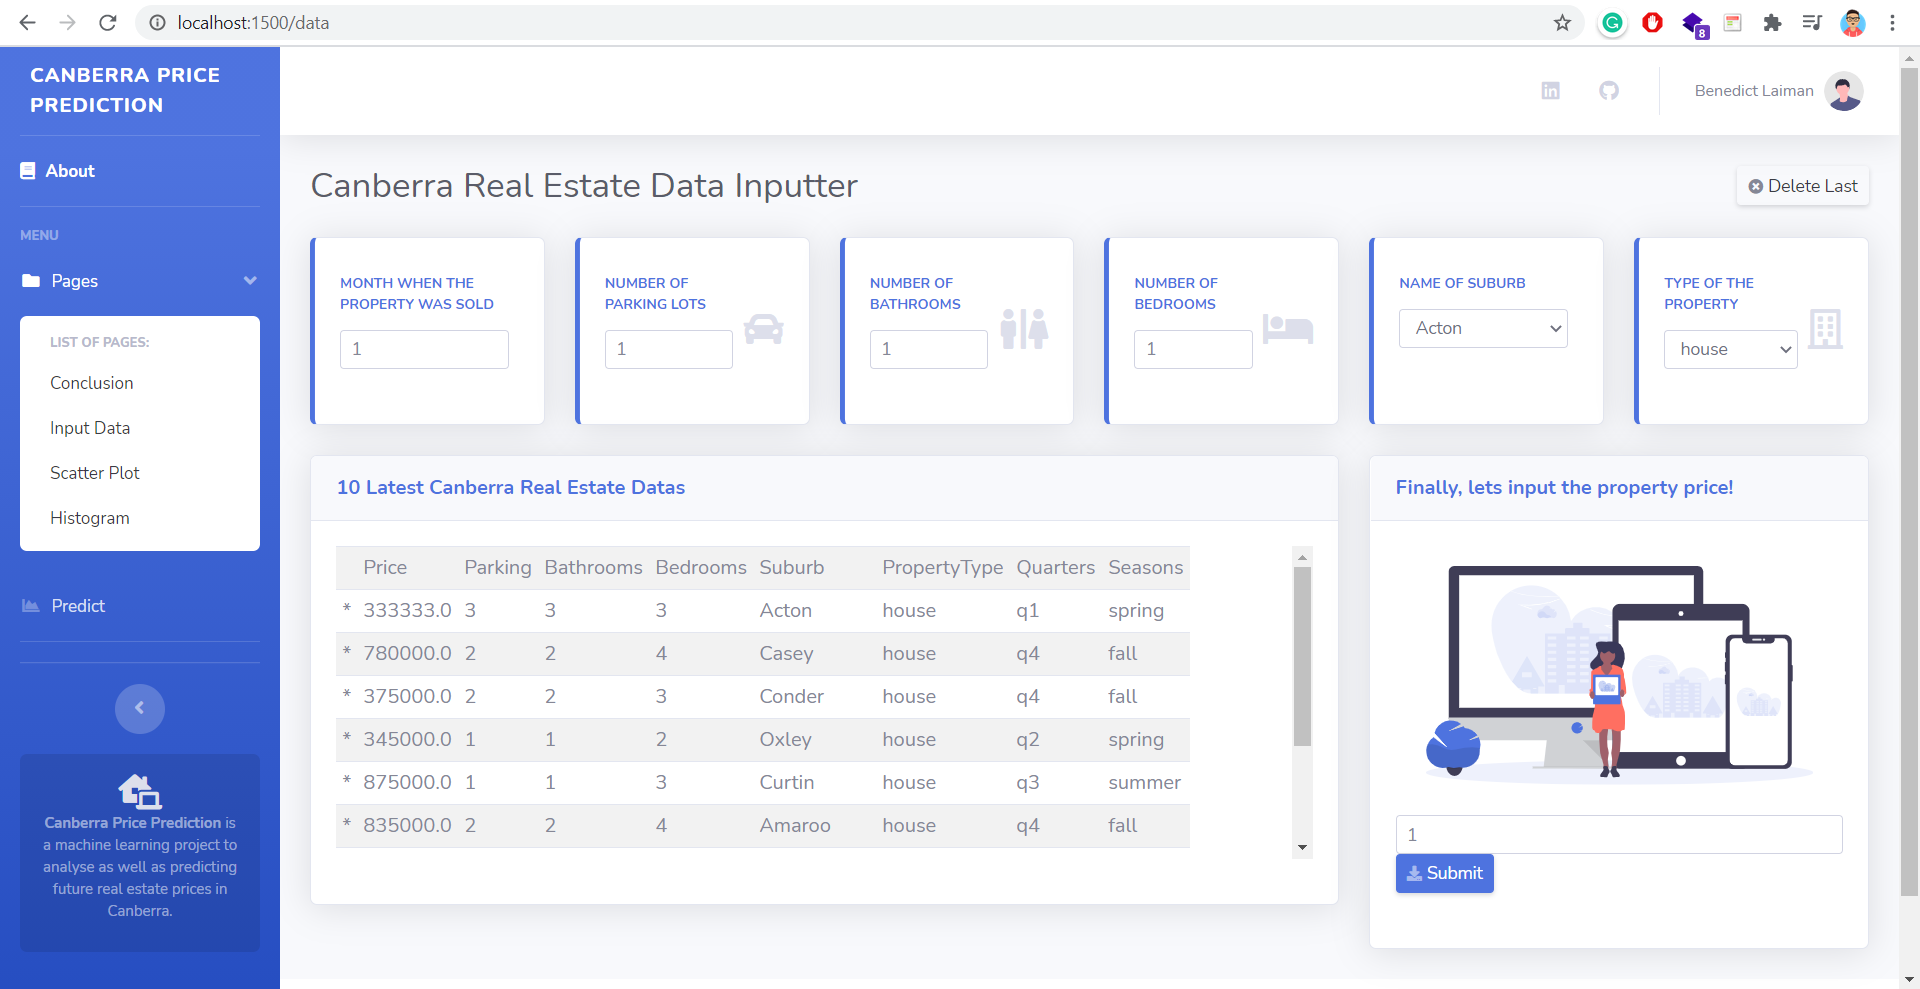 localhost:1500/data
8
CANBERRA PRICE
PREDICTION
About
MENU
Pages
LIST OF PAGES:
Conclusion
Input Data
Scatter Plot
Histogram
Predict
Canberra Price Prediction is
a machine learning project to
analyse as well as predicting
future real estate prices in
Canberra.
Benedict Laiman
Canberra Real Estate Data Inputter
Delete Last
MONTH WHEN THE
PROPERTY WAS SOLD
1
NUMBER OF
PARKING LOTS
1
NUMBER OF
BATHROOMS
1
NUMBER OF
BEDROOMS
1
NAME OF SUBURB
Acton
TYPE OF THE
PROPERTY
house
10 Latest Canberra Real Estate Datas
Price Parking Bathrooms Bedrooms Suburb PropertyType Quarters Seasons
* 333333.0 3 3 3 Acton house q1 spring
* 780000.0 2 2 4 Casey house q4 fall
* 375000.0 2 2 3 Conder house q4 fall
* 345000.0 1 1 2 Oxley house q2 spring
* 875000.0 1 1 3 Curtin house q3 summer
* 835000.0 2 2 4 Amaroo house q4 fall
Finally, lets input the property price!
1
Submit